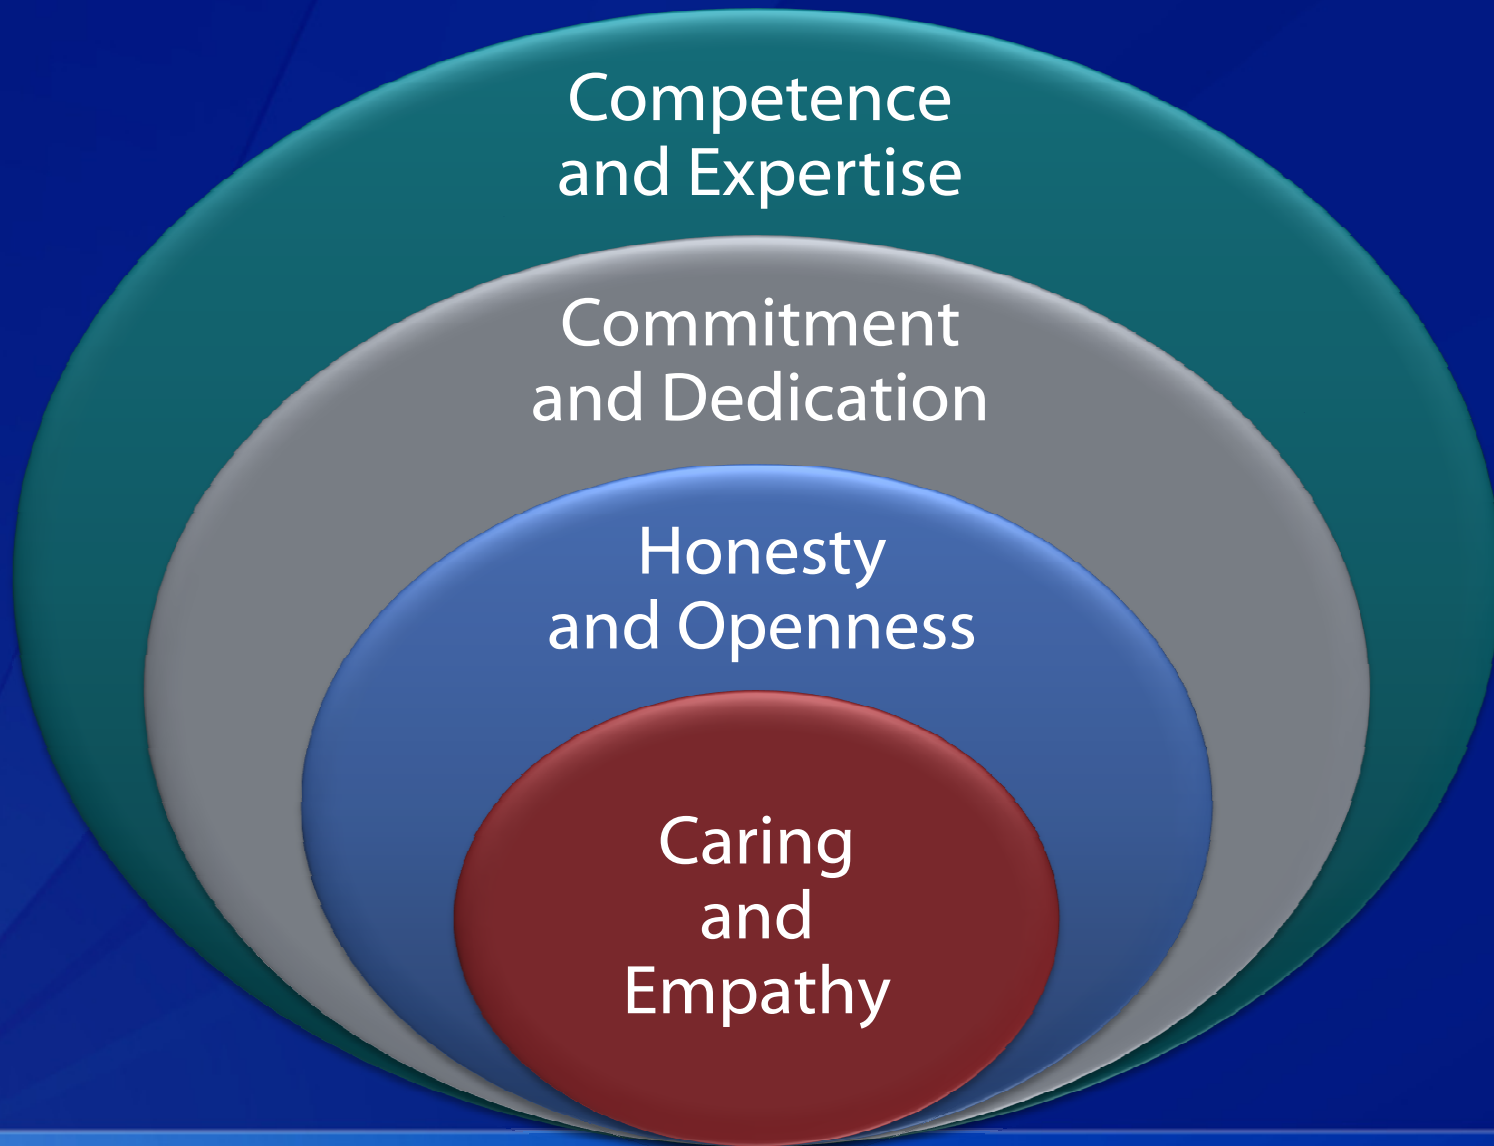 Competence
and Expertise
Commitment
and Dedication
Honesty
and Openness
Caring
and
Empathy